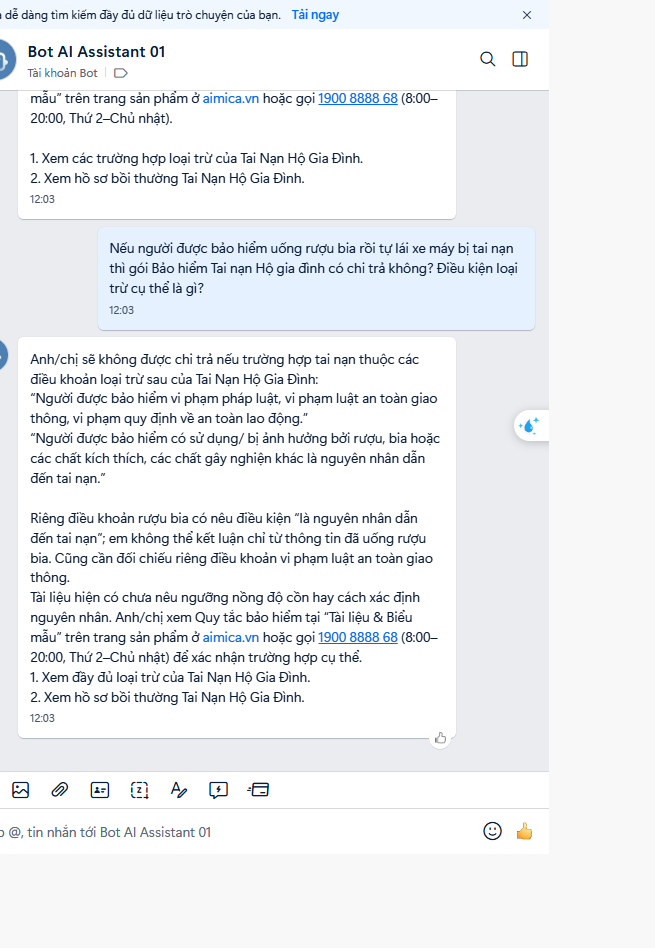 dễ dàng tìm kiếm đầy đủ dữ liệu trò chuyện của bạn. Tải ngay
Bot AI Assistant 01
Tài khoản Bot
mẫu” trên trang sản phẩm ở aimica.vn hoặc gọi 1900 8888 68 (8:00–
20:00, Thứ 2–Chủ nhật).
1. Xem các trường hợp loại trừ của Tai Nạn Hộ Gia Đình.
2. Xem hồ sơ bồi thường Tai Nạn Hộ Gia Đình.
12:03
Nếu người được bảo hiểm uống rượu bia rồi tự lái xe máy bị tai nạn
thì gói Bảo hiểm Tai nạn Hộ gia đình có chi trả không? Điều kiện loại
trừ cụ thể là gì?
12:03
Anh/chị sẽ không được chi trả nếu trường hợp tai nạn thuộc các
điều khoản loại trừ sau của Tai Nạn Hộ Gia Đình:
“Người được bảo hiểm vi phạm pháp luật, vi phạm luật an toàn giao
thông, vi phạm quy định về an toàn lao động.”
“Người được bảo hiểm có sử dụng/ bị ảnh hưởng bởi rượu, bia hoặc
các chất kích thích, các chất gây nghiện khác là nguyên nhân dẫn
đến tai nạn.”
Riêng điều khoản rượu bia có nêu điều kiện “là nguyên nhân dẫn
đến tai nạn”; em không thể kết luận chỉ từ thông tin đã uống rượu
bia. Cũng cần đối chiếu riêng điều khoản vi phạm luật an toàn giao
thông.
Tài liệu hiện có chưa nêu ngưỡng nồng độ cồn hay cách xác định
nguyên nhân. Anh/chị xem Quy tắc bảo hiểm tại “Tài liệu & Biểu
mẫu” trên trang sản phẩm ở aimica.vn hoặc gọi 1900 8888 68 (8:00–
20:00, Thứ 2–Chủ nhật) để xác nhận trường hợp cụ thể.
1. Xem đầy đủ loại trừ của Tai Nạn Hộ Gia Đình.
2. Xem hồ sơ bồi thường Tai Nạn Hộ Gia Đình.
12:03
@, tin nhắn tới Bot AI Assistant 01